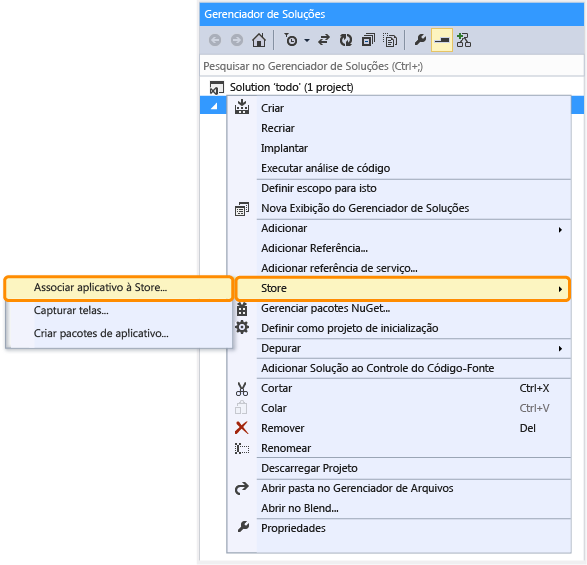 Gerenciador de Soluções
Pesquisar no Gerenciador de Soluções (Ctrl+;)
Solution 'todo' (1 project)
Criar
Recriar
Implantar
Executar análise de código
Definir escopo para isto
Nova Exibição do Gerenciador de Soluções
Adicionar
Adicionar Referência...
Adicionar referência de serviço...
Store
Associar aplicativo à Store...
Capturar telas...
Criar pacotes de aplicativo...
Gerenciar pacotes NuGet...
Definir como projeto de inicialização
Depurar
Adicionar Solução ao Controle do Código-Fonte
Cortar Ctrl+X
Colar Ctrl+V
Remover Del
Renomear
Descarregar Projeto
Abrir pasta no Gerenciador de Arquivos
Abrir no Blend...
Propriedades